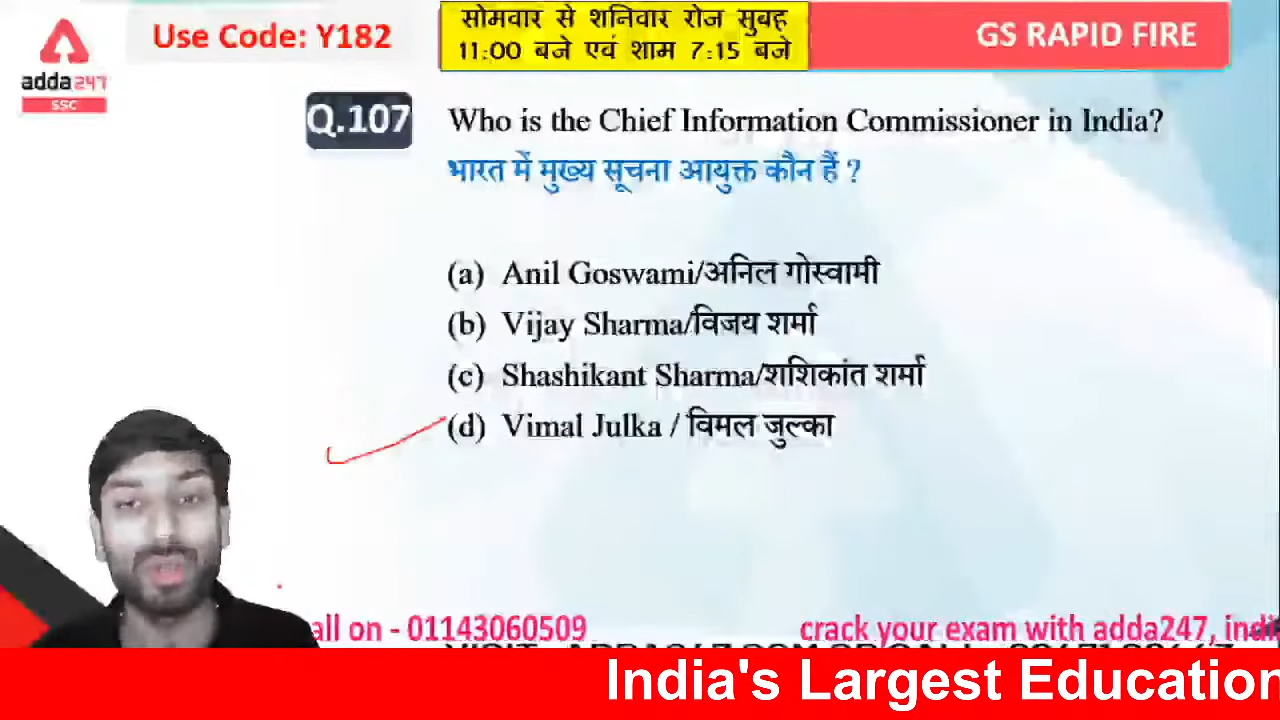 Use Code: Y182
सोमवार से शनिवार रोज सुबह
11:00 बजे एवं शाम 7:15 बजे
GS RAPID FIRE
adda247
SSC
Q.107
Who is the Chief Information Commissioner in India?
भारत में मुख्य सूचना आयुक्त कौन हैं ?
(a) Anil Goswami/अनिल गोस्वामी
(b) Vijay Sharma/विजय शर्मा
(c) Shashikant Sharma/शशिकांत शर्मा
(d) Vimal Julka / विमल जुल्का
all on - 01143060509
crack your exam with adda247, indi
India's Largest Education